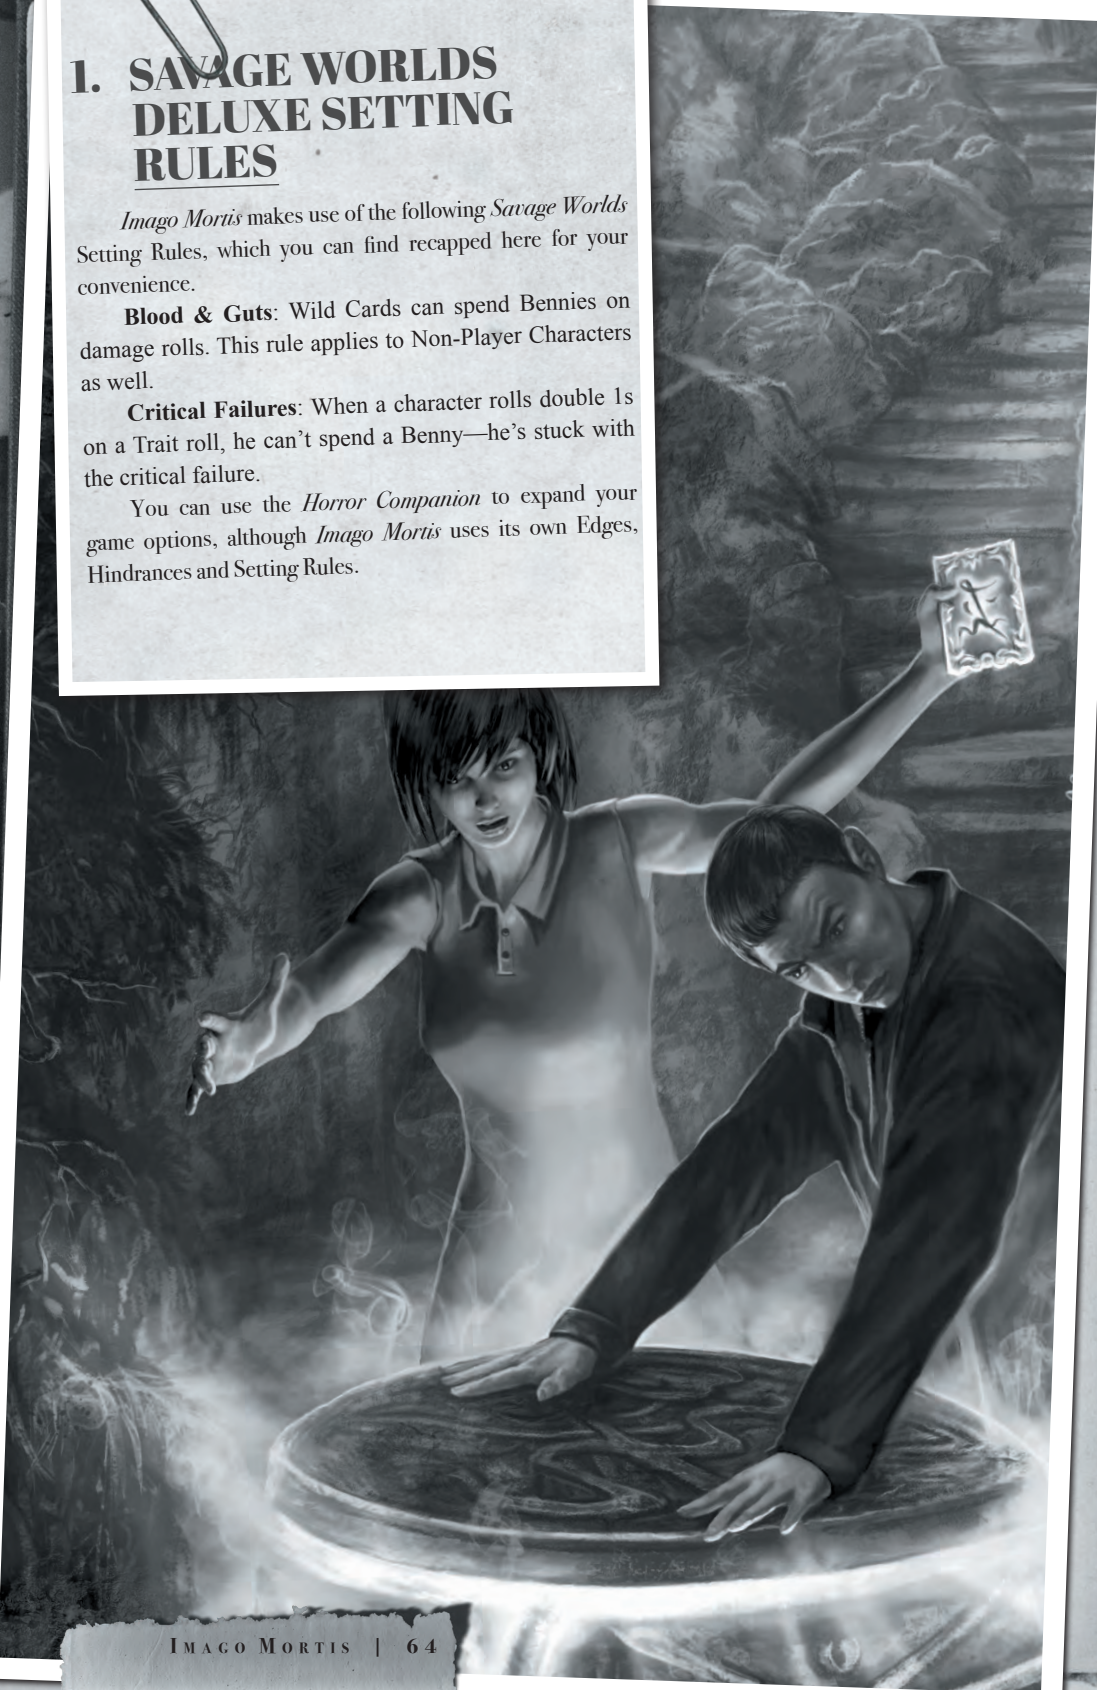 1. SAVAGE WORLDS
DELUXE SETTING
RULES
Imago Mortis makes use of the following Savage Worlds
Setting Rules, which you can find recapped here for your
convenience.
Blood & Guts: Wild Cards can spend Bennies on
damage rolls. This rule applies to Non-Player Characters
as well.
Critical Failures: When a character rolls double 1s
on a Trait roll, he can’t spend a Benny—he’s stuck with
the critical failure.
You can use the Horror Companion to expand your
game options, although Imago Mortis uses its own Edges,
Hindrances and Setting Rules.
Imago Mortis | 64